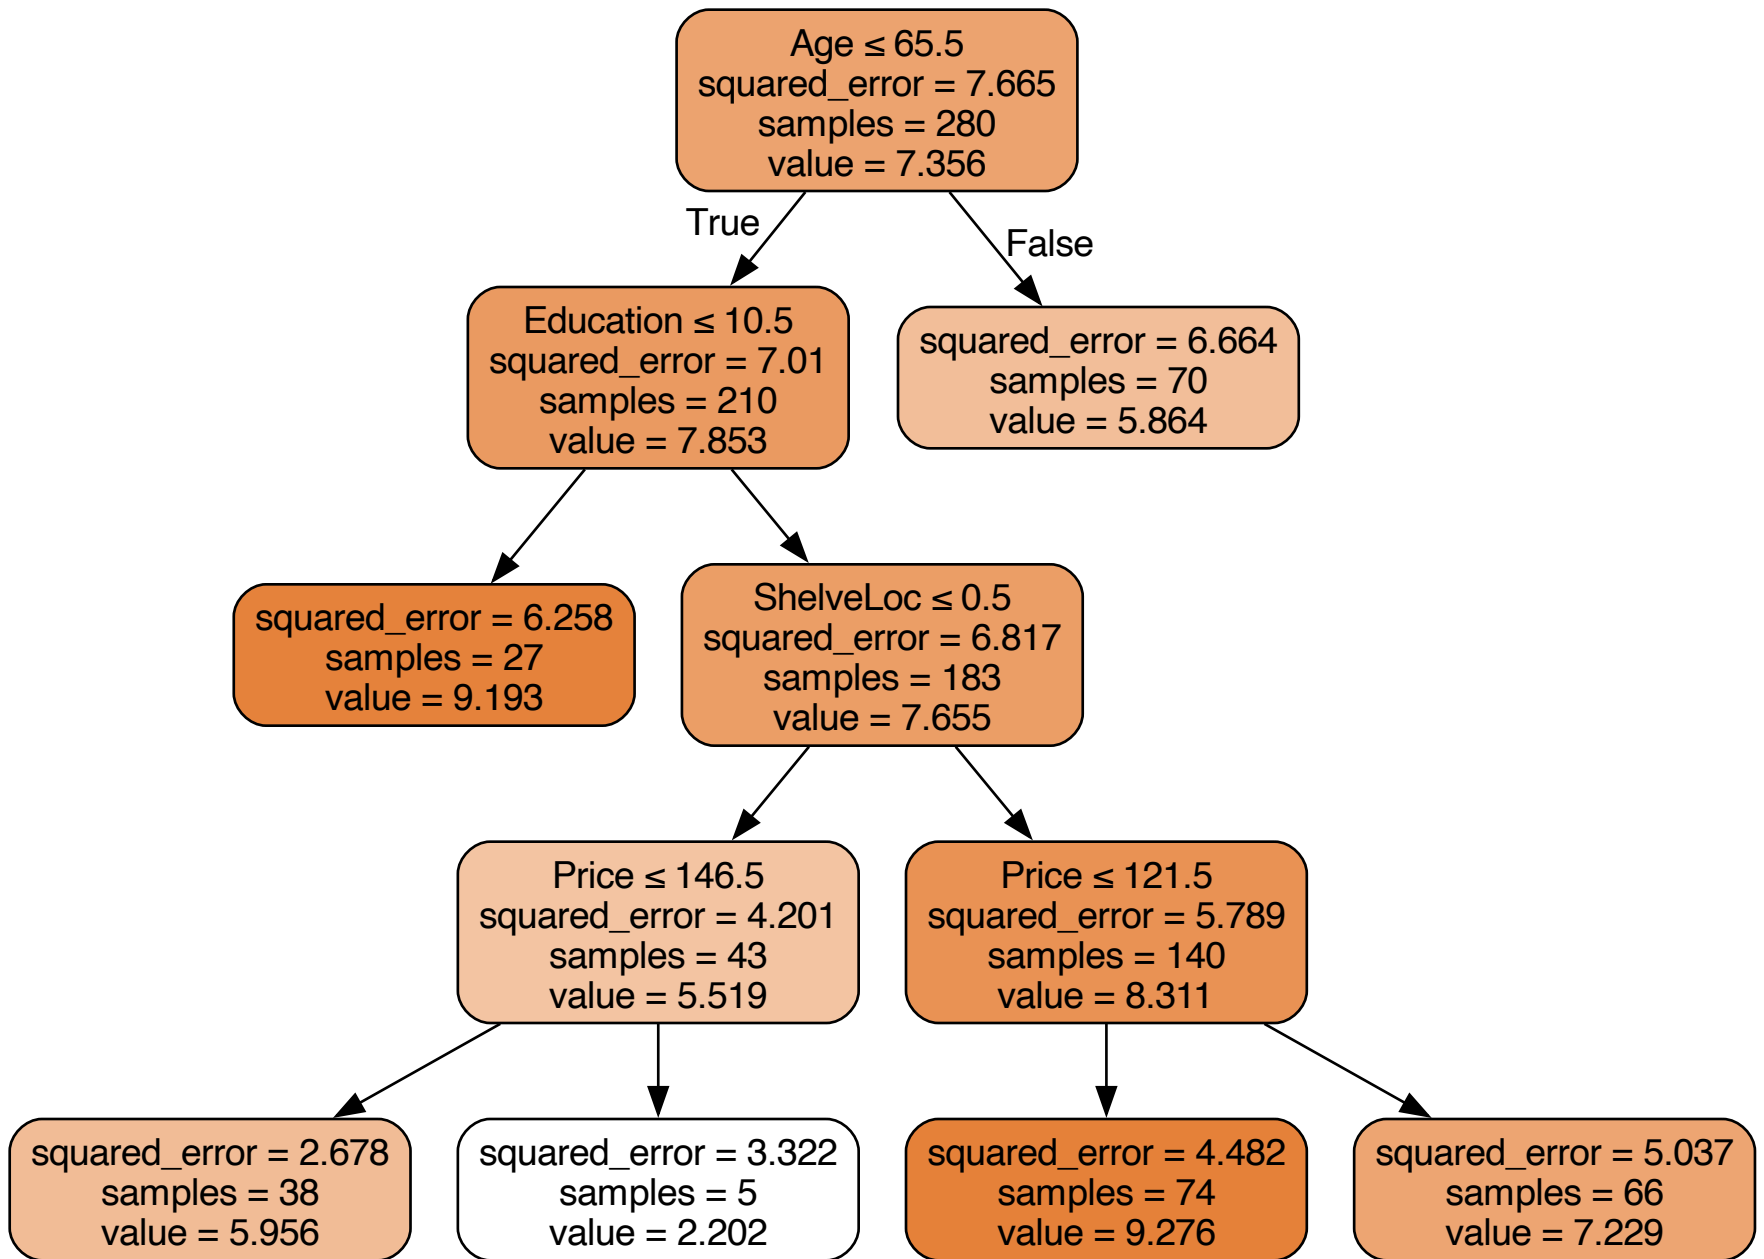 Age ≤ 65.5
squared_error = 7.665
samples = 280
value = 7.356
True
False
Education ≤ 10.5
squared_error = 7.01
samples = 210
value = 7.853
squared_error = 6.664
samples = 70
value = 5.864
squared_error = 6.258
samples = 27
value = 9.193
ShelveLoc ≤ 0.5
squared_error = 6.817
samples = 183
value = 7.655
Price ≤ 146.5
squared_error = 4.201
samples = 43
value = 5.519
Price ≤ 121.5
squared_error = 5.789
samples = 140
value = 8.311
squared_error = 2.678
samples = 38
value = 5.956
squared_error = 3.322
samples = 5
value = 2.202
squared_error = 4.482
samples = 74
value = 9.276
squared_error = 5.037
samples = 66
value = 7.229